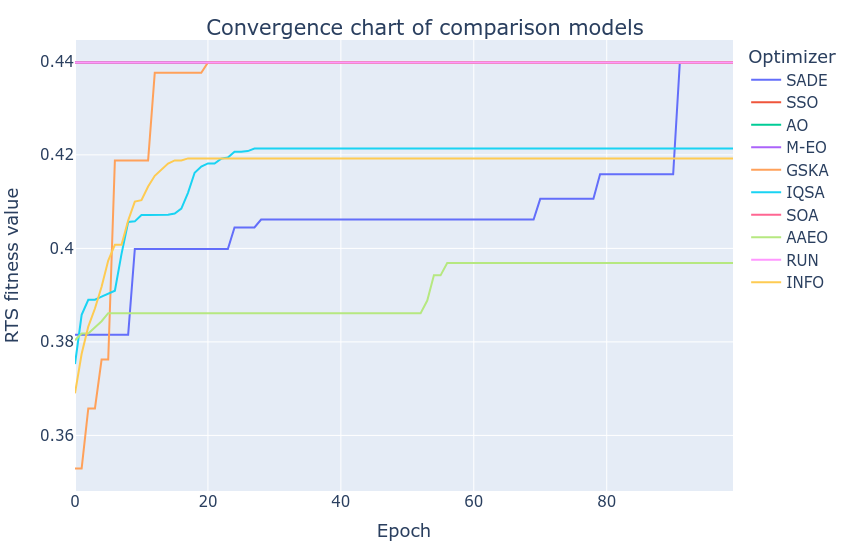 Convergence chart of comparison models
RTS fitness value
0.44
0.42
0.4
0.38
0.36
0
20
40
60
80
Epoch
Optimizer
SADE
SSO
AO
M-EO
GSKA
IQSA
SOA
AAEO
RUN
INFO